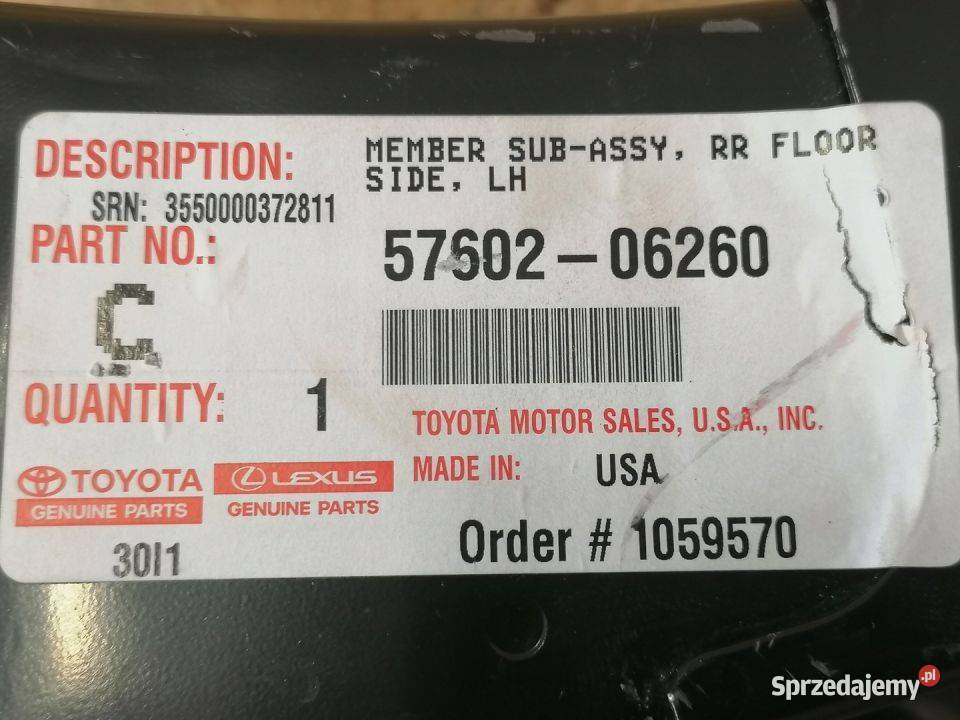 DESCRIPTION: MEMBER SUB-ASSY, RR FLOOR
SIDE, LH
SRN: 3550000372811
PART NO.: 57602-06260
C
QUANTITY: 1
TOYOTA MOTOR SALES, U.S.A., INC.
MADE IN: USA
TOYOTA
GENUINE PARTS
LEXUS
GENUINE PARTS
Order # 1059570
30I1
Sprzedajemy.pl